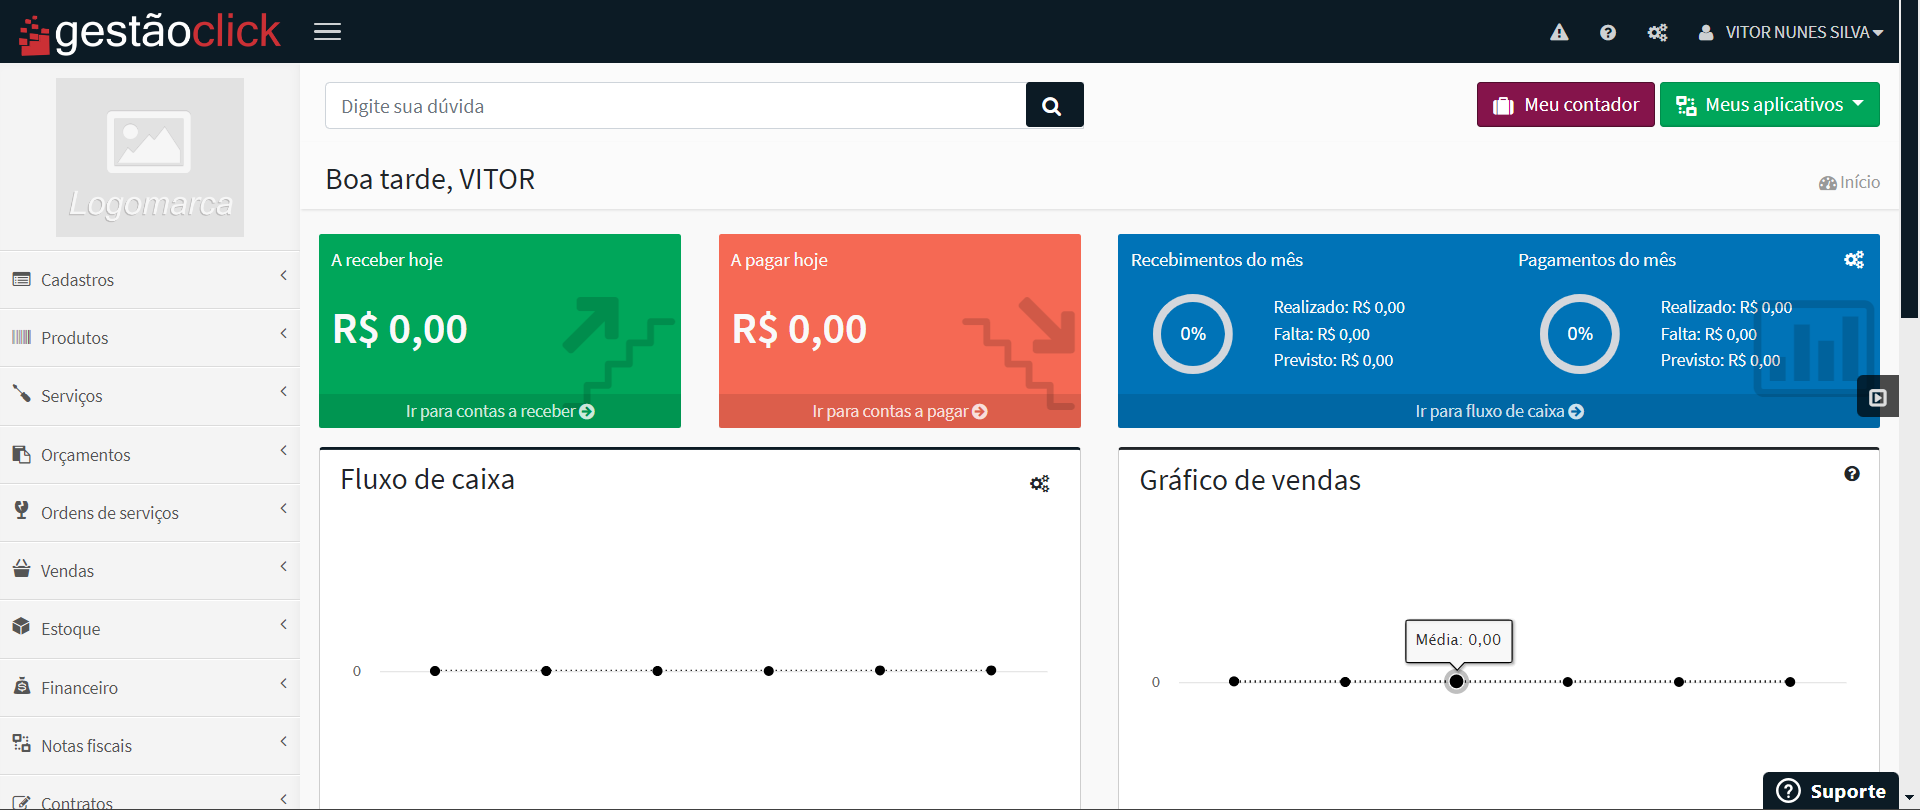 gestãoclick
VITOR NUNES SILVA
Logomarca
Digite sua dúvida
Meu contador
Meus aplicativos
Boa tarde, VITOR
Início
Cadastros
Produtos
Serviços
Orçamentos
Ordens de serviços
Vendas
Estoque
Financeiro
Notas fiscais
Contratos
A receber hoje
R$ 0,00
Ir para contas a receber
A pagar hoje
R$ 0,00
Ir para contas a pagar
Recebimentos do mês
0%
Realizado: R$ 0,00
Falta: R$ 0,00
Previsto: R$ 0,00
Pagamentos do mês
0%
Realizado: R$ 0,00
Falta: R$ 0,00
Previsto: R$ 0,00
Ir para fluxo de caixa
Fluxo de caixa
0
Gráfico de vendas
Média: 0,00
0
Suporte